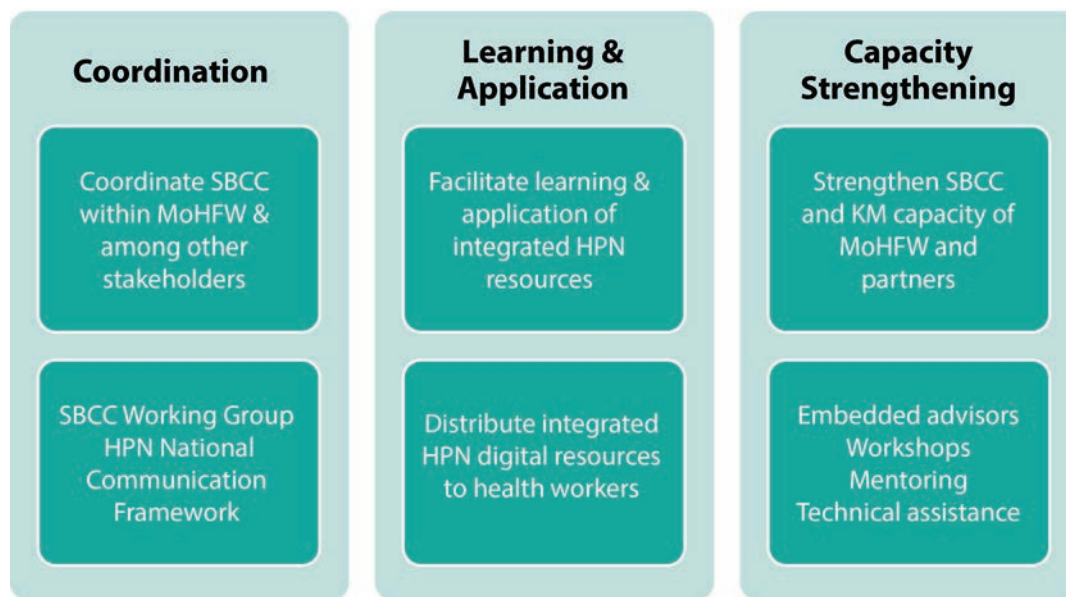 Coordination
Coordinate SBCC
within MoHFW &
among other
stakeholders
SBCC Working Group
HPN National
Communication
Framework
Learning &
Application
Facilitate learning &
application of
integrated HPN
resources
Distribute integrated
HPN digital resources
to health workers
Capacity
Strengthening
Strengthen SBCC
and KM capacity of
MoHFW and
partners
Embedded advisors
Workshops
Mentoring
Technical assistance